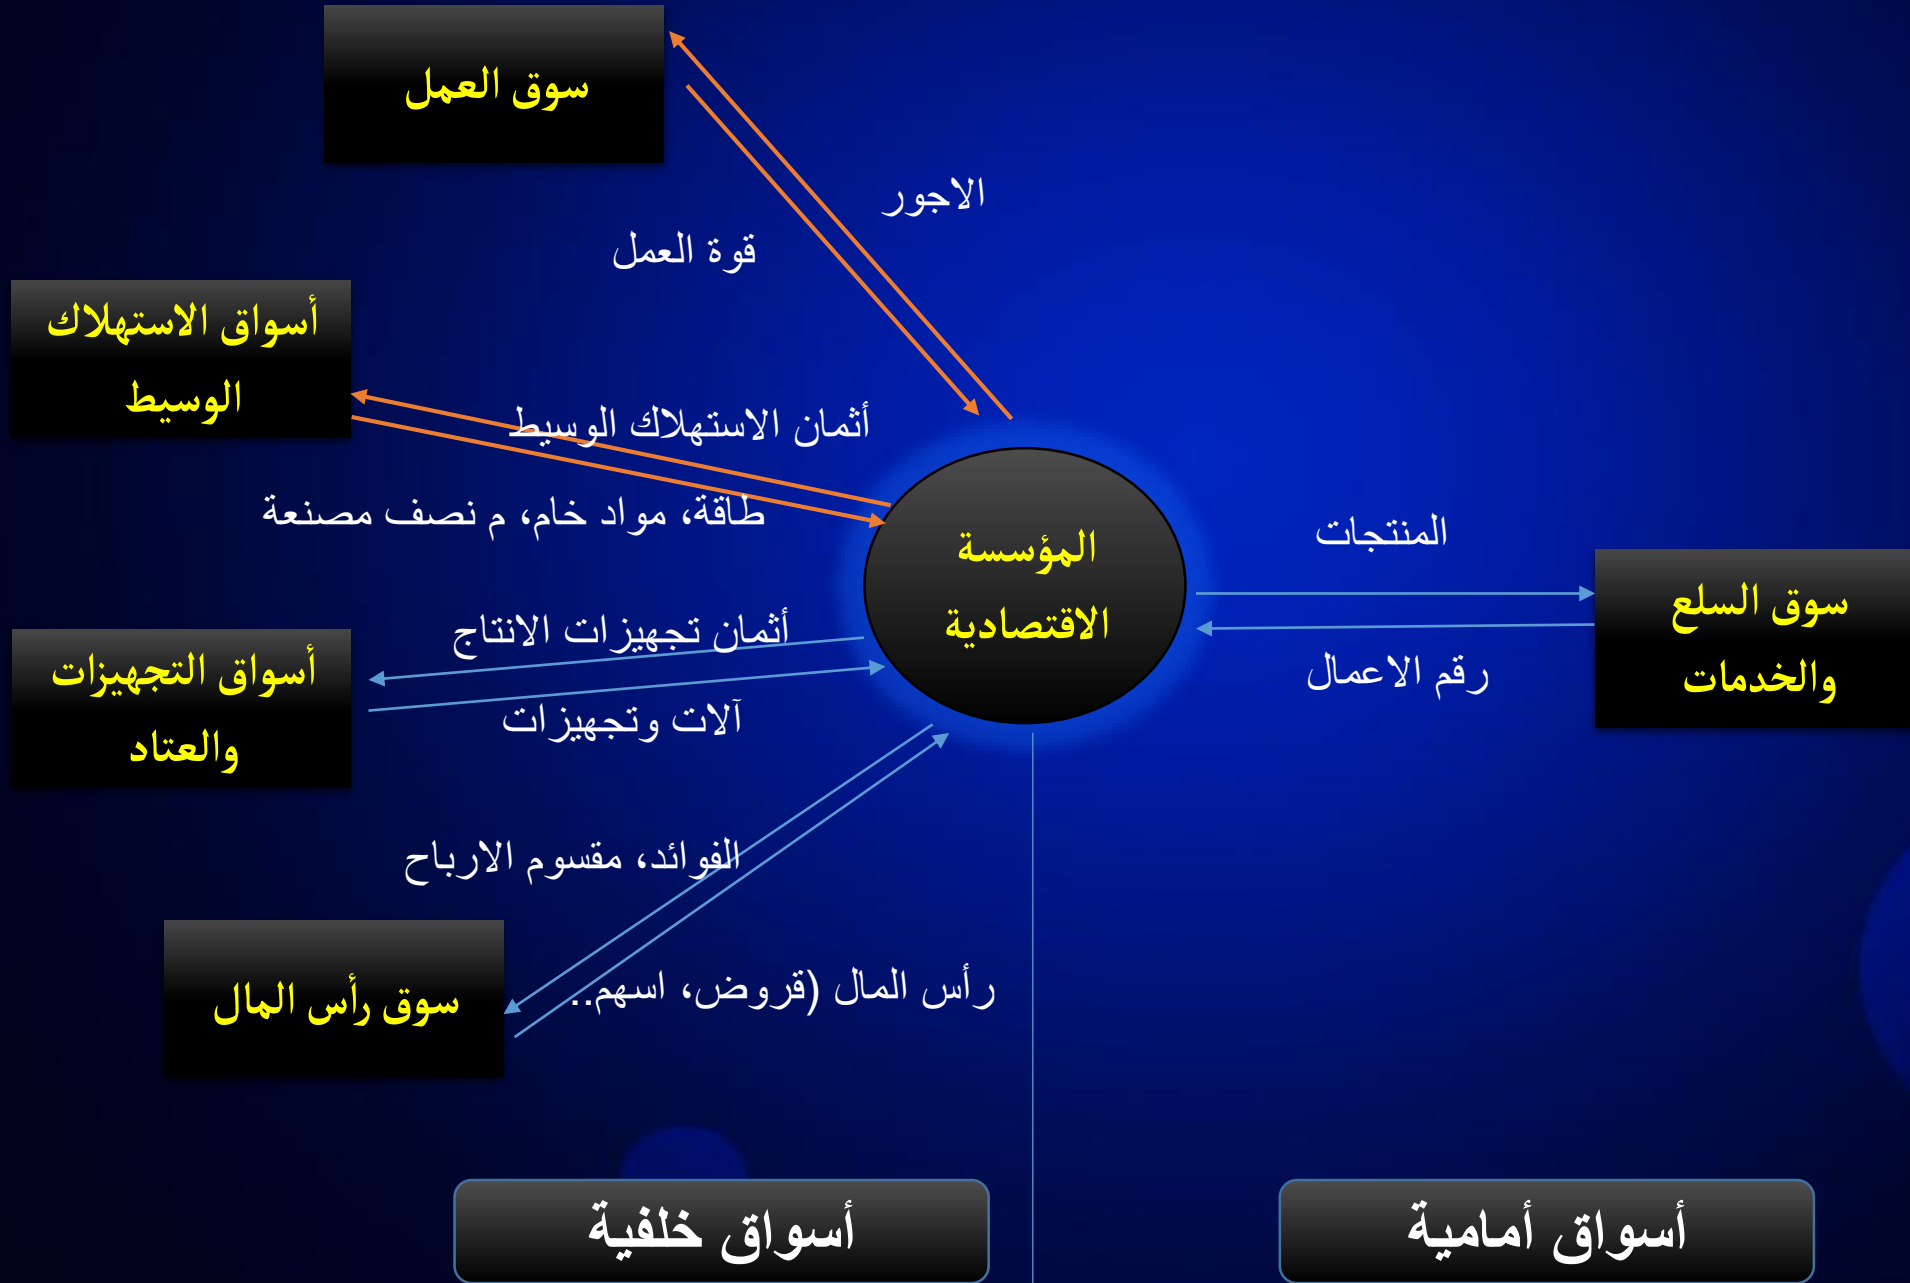 سوق العمل
الاجور
قوة العمل
أسواق الاستهلاك
الوسيط
أثمان الاستهلاك الوسيط
طاقة، مواد خام، م نصف مصنعة
المؤسسة
الاقتصادية
المنتجات
سوق السلع
والخدمات
رقم الاعمال
أثمان تجهيزات الانتاج
أسواق التجهيزات
والعتاد
آلات وتجهيزات
الفوائد، مقسوم الارباح
سوق رأس المال
رأس المال (قروض، اسهم..
أسواق أمامية
أسواق خلفية